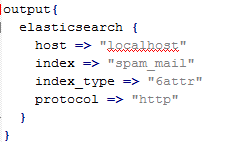 output{
elasticsearch {
host => "localhost"
index => "spam_mail"
index_type => "6attr"
protocol => "http"
}
}